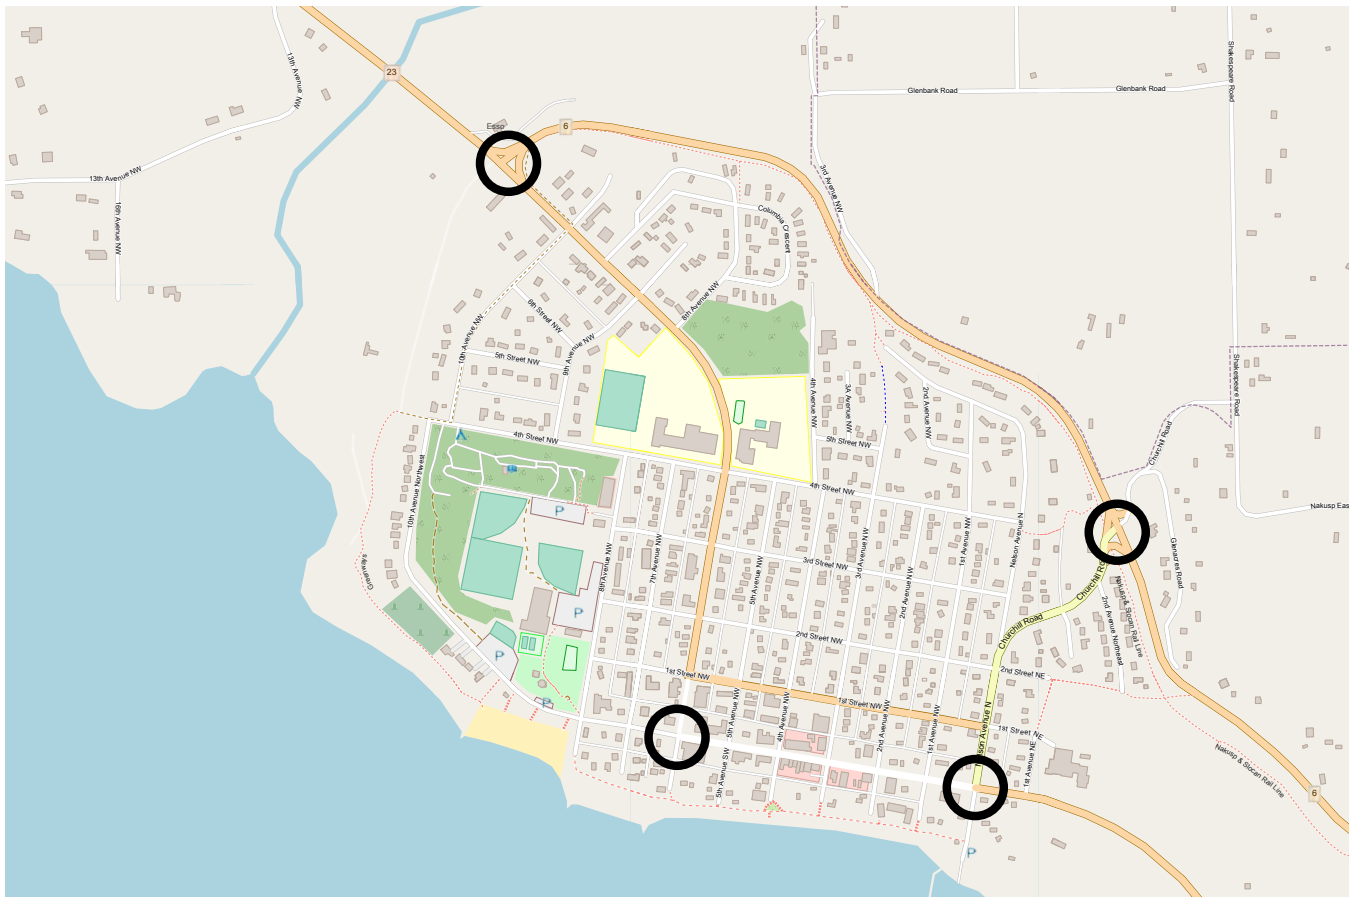 23
13th Avenue NW
Glenbank Road
Glenbank Road
Shakespeare Road
Esso
6
13th Avenue NW
16th Avenue NW
3rd Avenue NW
Columbia Crescent
8th Avenue NW
6th Street NW
10th Avenue NW
5th Street NW
9th Avenue NW
4th Avenue NW
3A Avenue NW
2nd Avenue NW
Shakespeare Road
4th Street NW
5th Street NW
Churchill Road
10th Avenue Northwest
4th Street NW
P
Nakusp Eas
Greenways
8th Avenue NW
7th Avenue NW
5th Avenue NW
3rd Street NW
3rd Avenue NW
2nd Avenue NW
1st Avenue NW
Nelson Avenue N
Churchill Ro
Glenacres Road
Nakusp & Slocan Rail Line
2nd Avenue Northeast
P
Churchill Road
2nd Street NW
P
1st Street NW
2nd Street NE
P
5th Avenue NW
4th Avenue NW
1st Street NW
2nd Avenue NW
1st Avenue NW
son Avenue N
1st Street NE
1st Avenue NE
5th Avenue SW
Nakusp & Slocan Rail Line
6
P